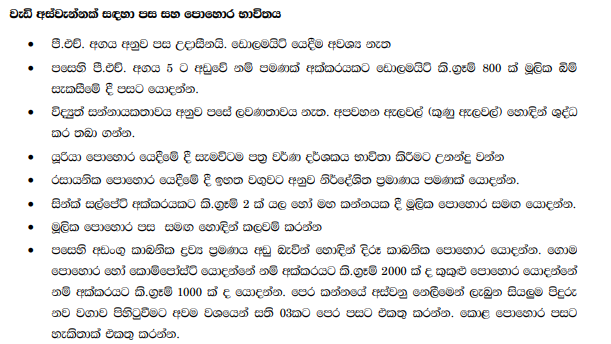 වැඩි අස්වැන්නක් සඳහා පස සහ පොහොර භාවිතය
• පී.එච්. අගය අනුව පස උදාසීනයි. ඩොලමයිට් යෙදීම අවශ්‍ය නැත
• පසෙහි පී.එච්. අගය 5 ට අඩුවේ නම් පමණක් අක්කරයකට ඩොලමයිට් කි.ග්‍රෑම් 800 ක් මූලික බිම්
සැකසීමේ දී පසට යොදන්න.
• විද්‍යුත් සන්නායකතාවය අනුව පසේ ලවණතාවය නැත. අපවහන ඇලවල් (කුණු ඇලවල්) හොඳින් ශුද්ධ
කර තබා ගන්න.
• යූරියා පොහොර යෙදීමේ දී සැමවිටම පත්‍ර වර්ණ දර්ශකය භාවිතා කිරීමට උනන්දු වන්න
• රසායනික පොහොර යෙදීමේ දී ඉහත වගුවට අනුව නිර්දේශිත ප්‍රමාණය පමණක් යොදන්න.
• සින්ක් සල්පේට් අක්කරයකට කි.ග්‍රෑම් 2 ක් යල හෝ මහ කන්නයක දී මූලික පොහොර සමඟ යොදන්න.
• මූලික පොහොර පස සමඟ හොඳින් කලවම් කරන්න
• පසෙහි අඩංගු කාබනික ද්‍රව්‍ය ප්‍රමාණය අඩු බැවින් හොඳින් දිරූ කාබනික පොහොර යොදන්න. ගොම
පොහොර හෝ කොම්පෝස්ට් යොදන්නේ නම් අක්කරයට කි.ග්‍රෑම් 2000 ක් ද කුකුළු පොහොර යොදන්නේ
නම් අක්කරයට කි.ග්‍රෑම් 1000 ක් ද යොදන්න. පෙර කන්නයේ අස්වනු නෙලීමෙන් ලැබුන සියලුම පිදුරු
නව වගාව පිහිටුවීමට අවම වශයෙන් සති 03කට පෙර පසට එකතු කරන්න. කොළ පොහොර පසට
හැකිතාක් එකතු කරන්න.